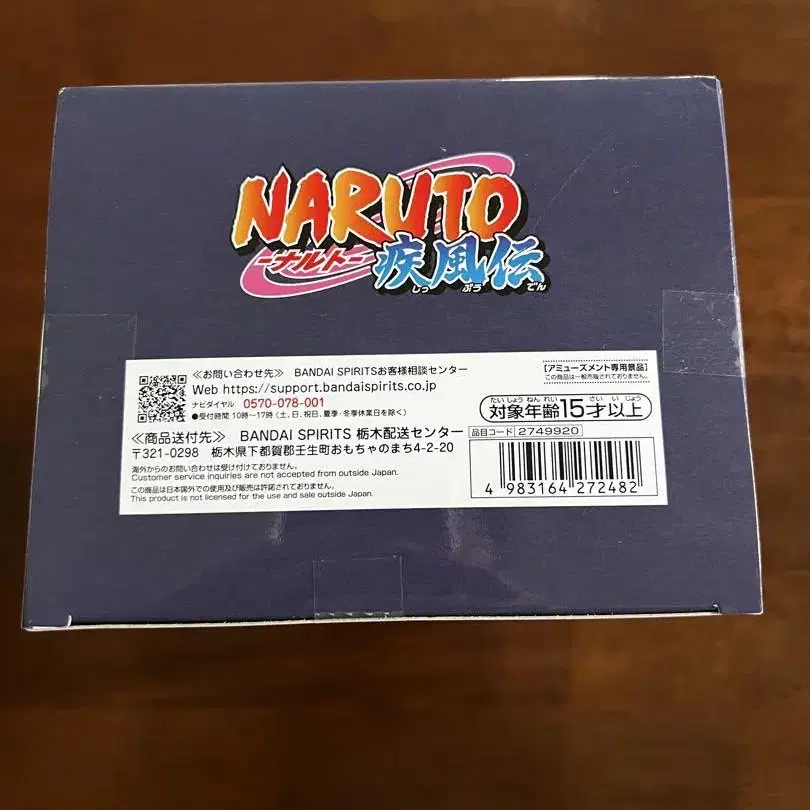 NARUTO
-ナルト-
疾風伝
しっ ぷう でん
≪お問い合わせ先≫ BANDAI SPIRITSお客様相談センター
Web https://support.bandaispirits.co.jp
ナビダイヤル 0570-078-001
●受付時間 10時〜17時(土、日、祝日、夏季・冬季休業日を除く)
≪商品送付先≫ BANDAI SPIRITS 栃木配送センター
〒321-0298 栃木県下都賀郡壬生町おもちゃのまち4-2-20
海外からのお問い合わせは受け付けておりません。
Customer service inquiries are not accepted from outside Japan.
この商品は日本国外での使用及び販売は許諾されておりません。
This product is not licensed for the use and sale outside Japan.
[アミューズメント専用景品]
この商品は一般市販されておりません。
たい しょう ねん れい さい い じょう
対象年齢15才以上
品目コード 2749920
4 983164 272482